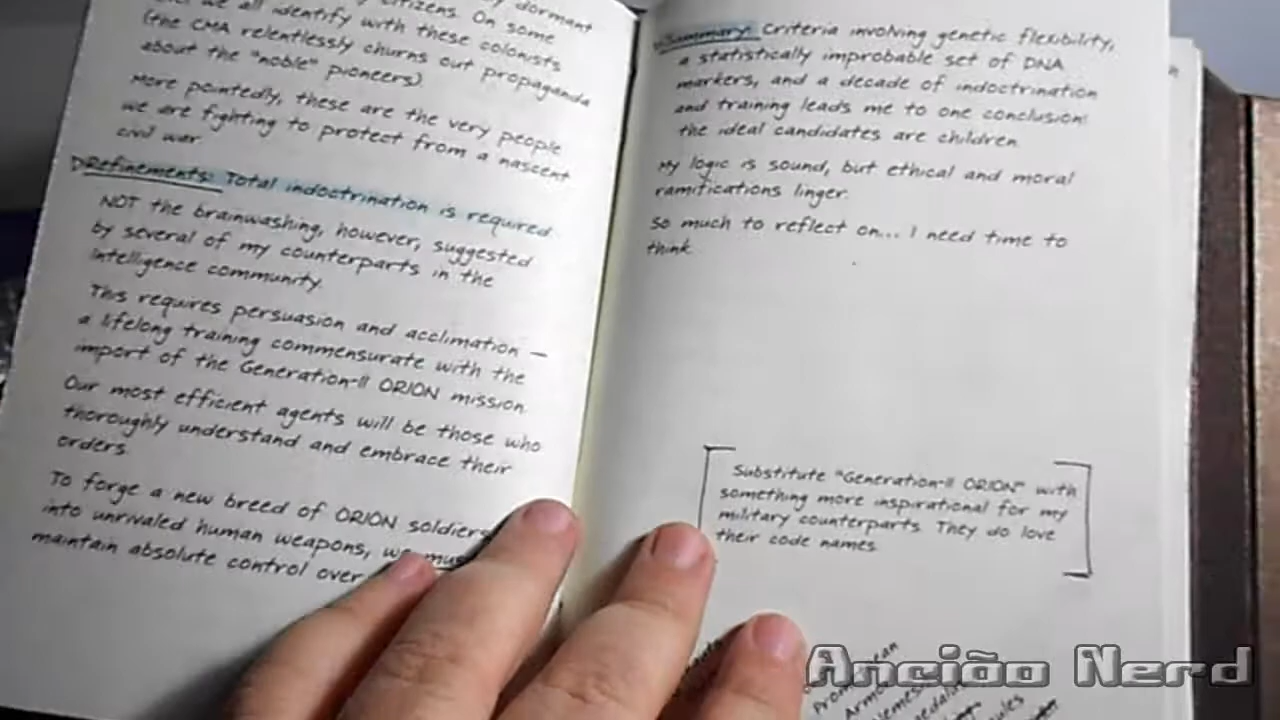 dormant
citizens. On some
we all identify with these colonists
(the CMA relentlessly churns out propaganda
about the "noble" pioneers).
More pointedly, these are the very people
we are fighting to protect from a nascent
civil war.
Refinements: Total indoctrination is required.
NOT the brainwashing, however, suggested
by several of my counterparts in the
intelligence community.
This requires persuasion and acclimation —
a lifelong training commensurate with the
import of the Generation-II ORION mission.
Our most efficient agents will be those who
thoroughly understand and embrace their
orders.
To forge a new breed of ORION soldiers
into unrivaled human weapons, we must
maintain absolute control over
Summary: Criteria involving genetic flexibility,
a statistically improbable set of DNA
markers, and a decade of indoctrination
and training leads me to one conclusion:
the ideal candidates are children.
My logic is sound, but ethical and moral
ramifications linger.
So much to reflect on... I need time to
think.
Substitute "Generation-II ORION" with
something more inspirational for my
military counterparts. They do love
their code names.
Ancião Nerd